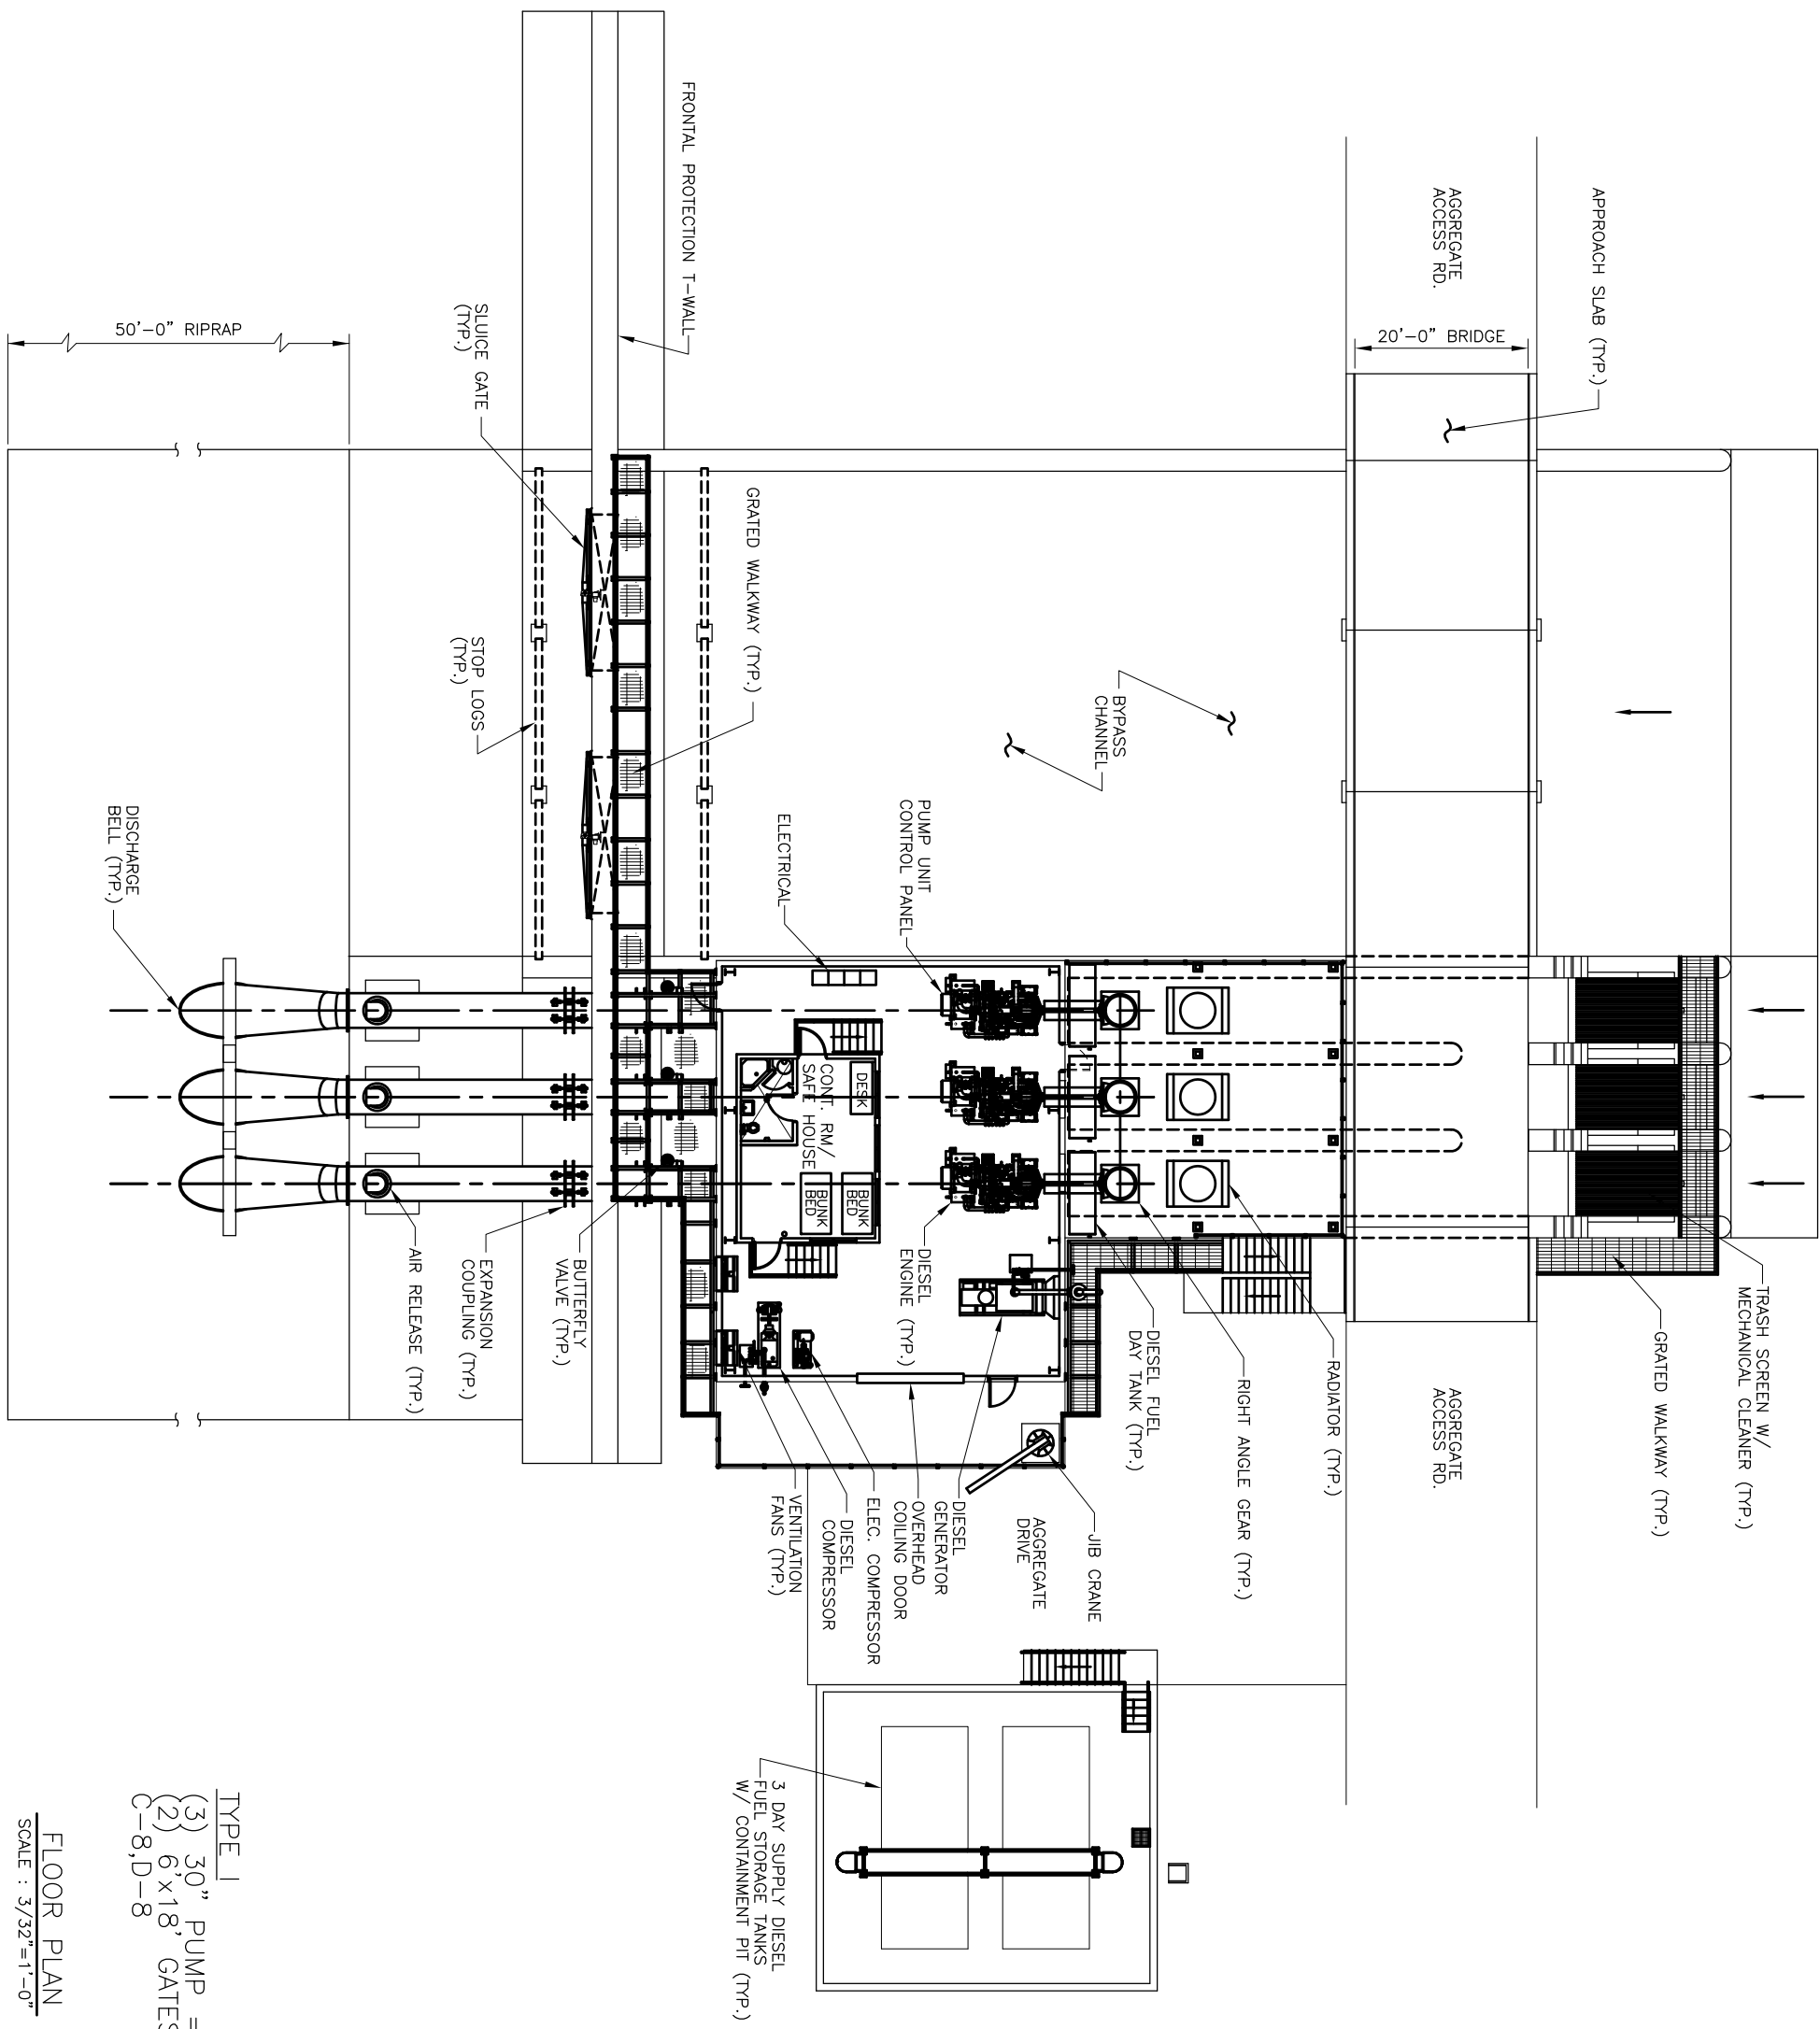 TRASH SCREEN W/
MECHANICAL CLEANER (TYP.)
GRATED WALKWAY (TYP.)
APPROACH SLAB (TYP.)
AGGREGATE
ACCESS RD.
20'-0" BRIDGE
AGGREGATE
ACCESS RD.
RADIATOR (TYP.)
RIGHT ANGLE GEAR (TYP.)
DIESEL FUEL
DAY TANK (TYP.)
JIB CRANE
AGGREGATE
DRIVE
DIESEL
GENERATOR
OVERHEAD
COILING DOOR
ELEC. COMPRESSOR
DIESEL
COMPRESSOR
VENTILATION
FANS (TYP.)
BYPASS
CHANNEL
PUMP UNIT
CONTROL PANEL
DIESEL
ENGINE (TYP.)
ELECTRICAL
DESK
CONT. RM/
SAFE HOUSE
BUNK
BED
BUNK
BED
GRATED WALKWAY (TYP.)
FRONTAL PROTECTION T-WALL
SLUICE GATE
(TYP.)
STOP LOGS
(TYP.)
BUTTERFLY
VALVE (TYP.)
EXPANSION
COUPLING (TYP.)
AIR RELEASE (TYP.)
DISCHARGE
BELL (TYP.)
50'-0" RIPRAP
3 DAY SUPPLY DIESEL
FUEL STORAGE TANKS
W/ CONTAINMENT PIT (TYP.)
TYPE I
(3) 30" PUMP =
(2) 6'x18' GATES
C-8,D-8
FLOOR PLAN
SCALE : 3/32"=1'-0"